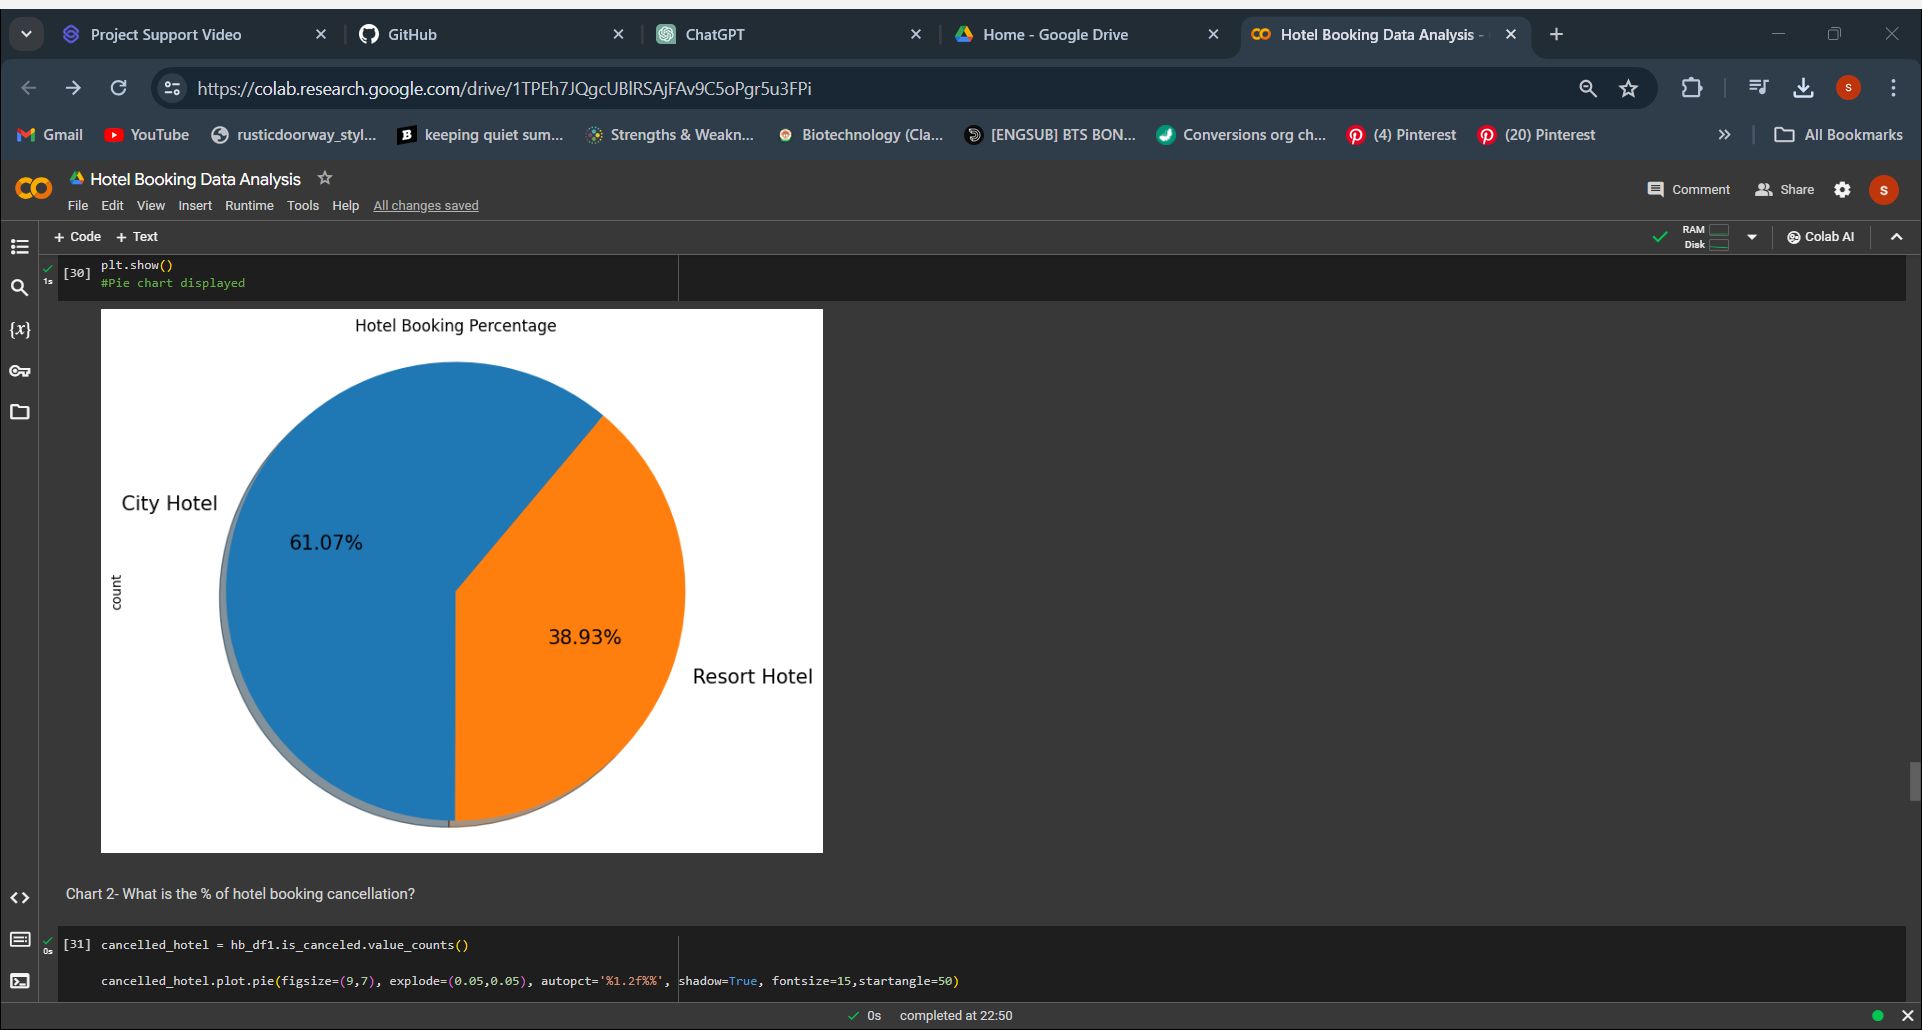 Project Support Video
GitHub
ChatGPT
Home - Google Drive
Hotel Booking Data Analysis -
https://colab.research.google.com/drive/1TPEh7JQgcUBlRSAjFAv9C5oPgr5u3FPi
S
Gmail
YouTube
rusticdoorway_styl...
B
keeping quiet sum...
Strengths & Weakn...
Biotechnology (Cla...
[ENGSUB] BTS BON...
Conversions org ch...
(4) Pinterest
(20) Pinterest
»
All Bookmarks
Hotel Booking Data Analysis
Comment
Share
S
File Edit View Insert Runtime Tools Help All changes saved
+ Code + Text
RAM
Disk
Colab AI
{x}
1s
[30] plt.show()
#Pie chart displayed
Hotel Booking Percentage
City Hotel
61.07%
count
38.93%
Resort Hotel
Chart 2- What is the % of hotel booking cancellation?
0s
[31] cancelled_hotel = hb_df1.is_canceled.value_counts()
cancelled_hotel.plot.pie(figsize=(9,7), explode=(0.05,0.05), autopct='%1.2f%%', shadow=True, fontsize=15,startangle=50)
0s completed at 22:50